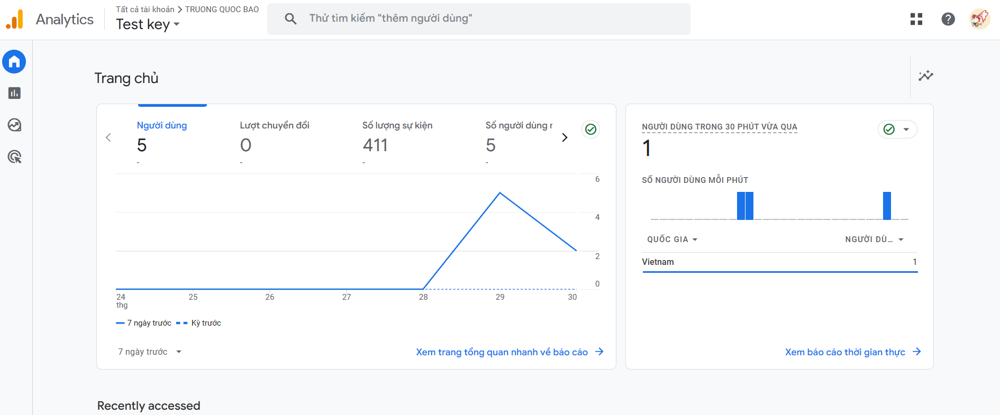 Analytics
Tất cả tài khoản > TRUONG QUOC BAO
Test key
Thử tìm kiếm "thêm người dùng"
Trang chủ
Người dùng
5
-
Lượt chuyển đổi
0
-
Số lượng sự kiện
411
-
Số người dùng r
5
-
6
4
2
0
24
thg
25
26
27
28
29
30
7 ngày trước
Kỳ trước
7 ngày trước
Xem trang tổng quan nhanh về báo cáo
NGƯỜI DÙNG TRONG 30 PHÚT VỪA QUA
1
SỐ NGƯỜI DÙNG MỖI PHÚT
QUỐC GIA
NGƯỜI DÙ...
Vietnam 1
Xem báo cáo thời gian thực
Recently accessed